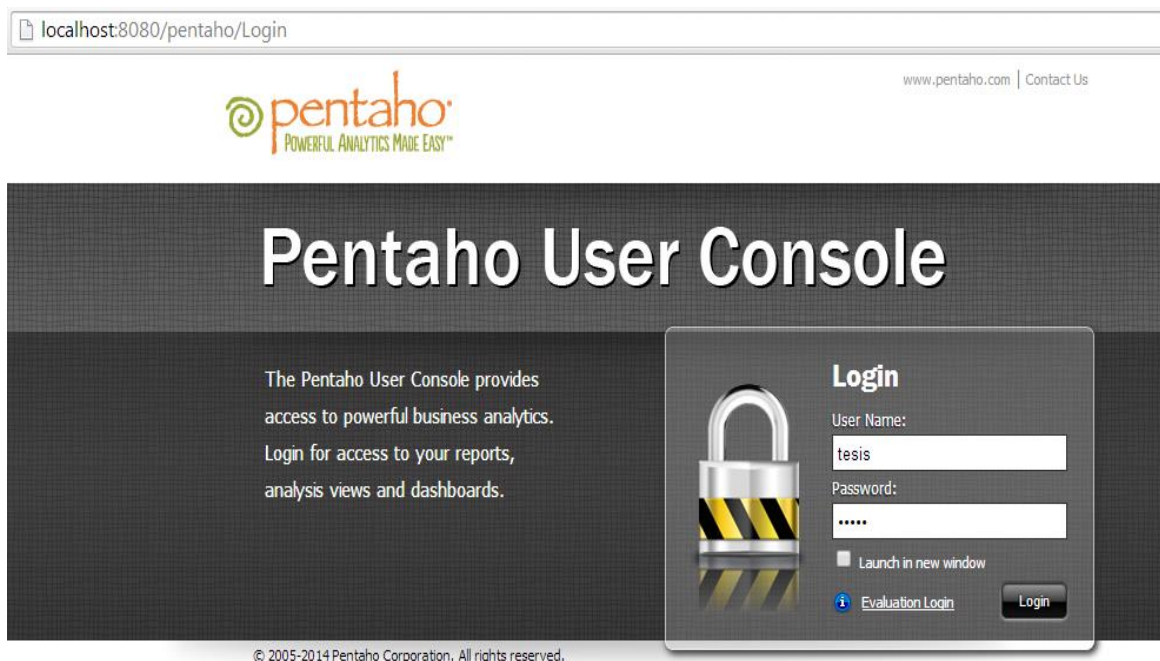 localhost:8080/pentaho/Login
www.pentaho.com | Contact Us
pentaho
POWERFUL ANALYTICS MADE EASY™
Pentaho User Console
The Pentaho User Console provides
access to powerful business analytics.
Login for access to your reports,
analysis views and dashboards.
Login
User Name:
tesis
Password:
•••••
Launch in new window
Evaluation Login
Login
© 2005-2014 Pentaho Corporation. All rights reserved.